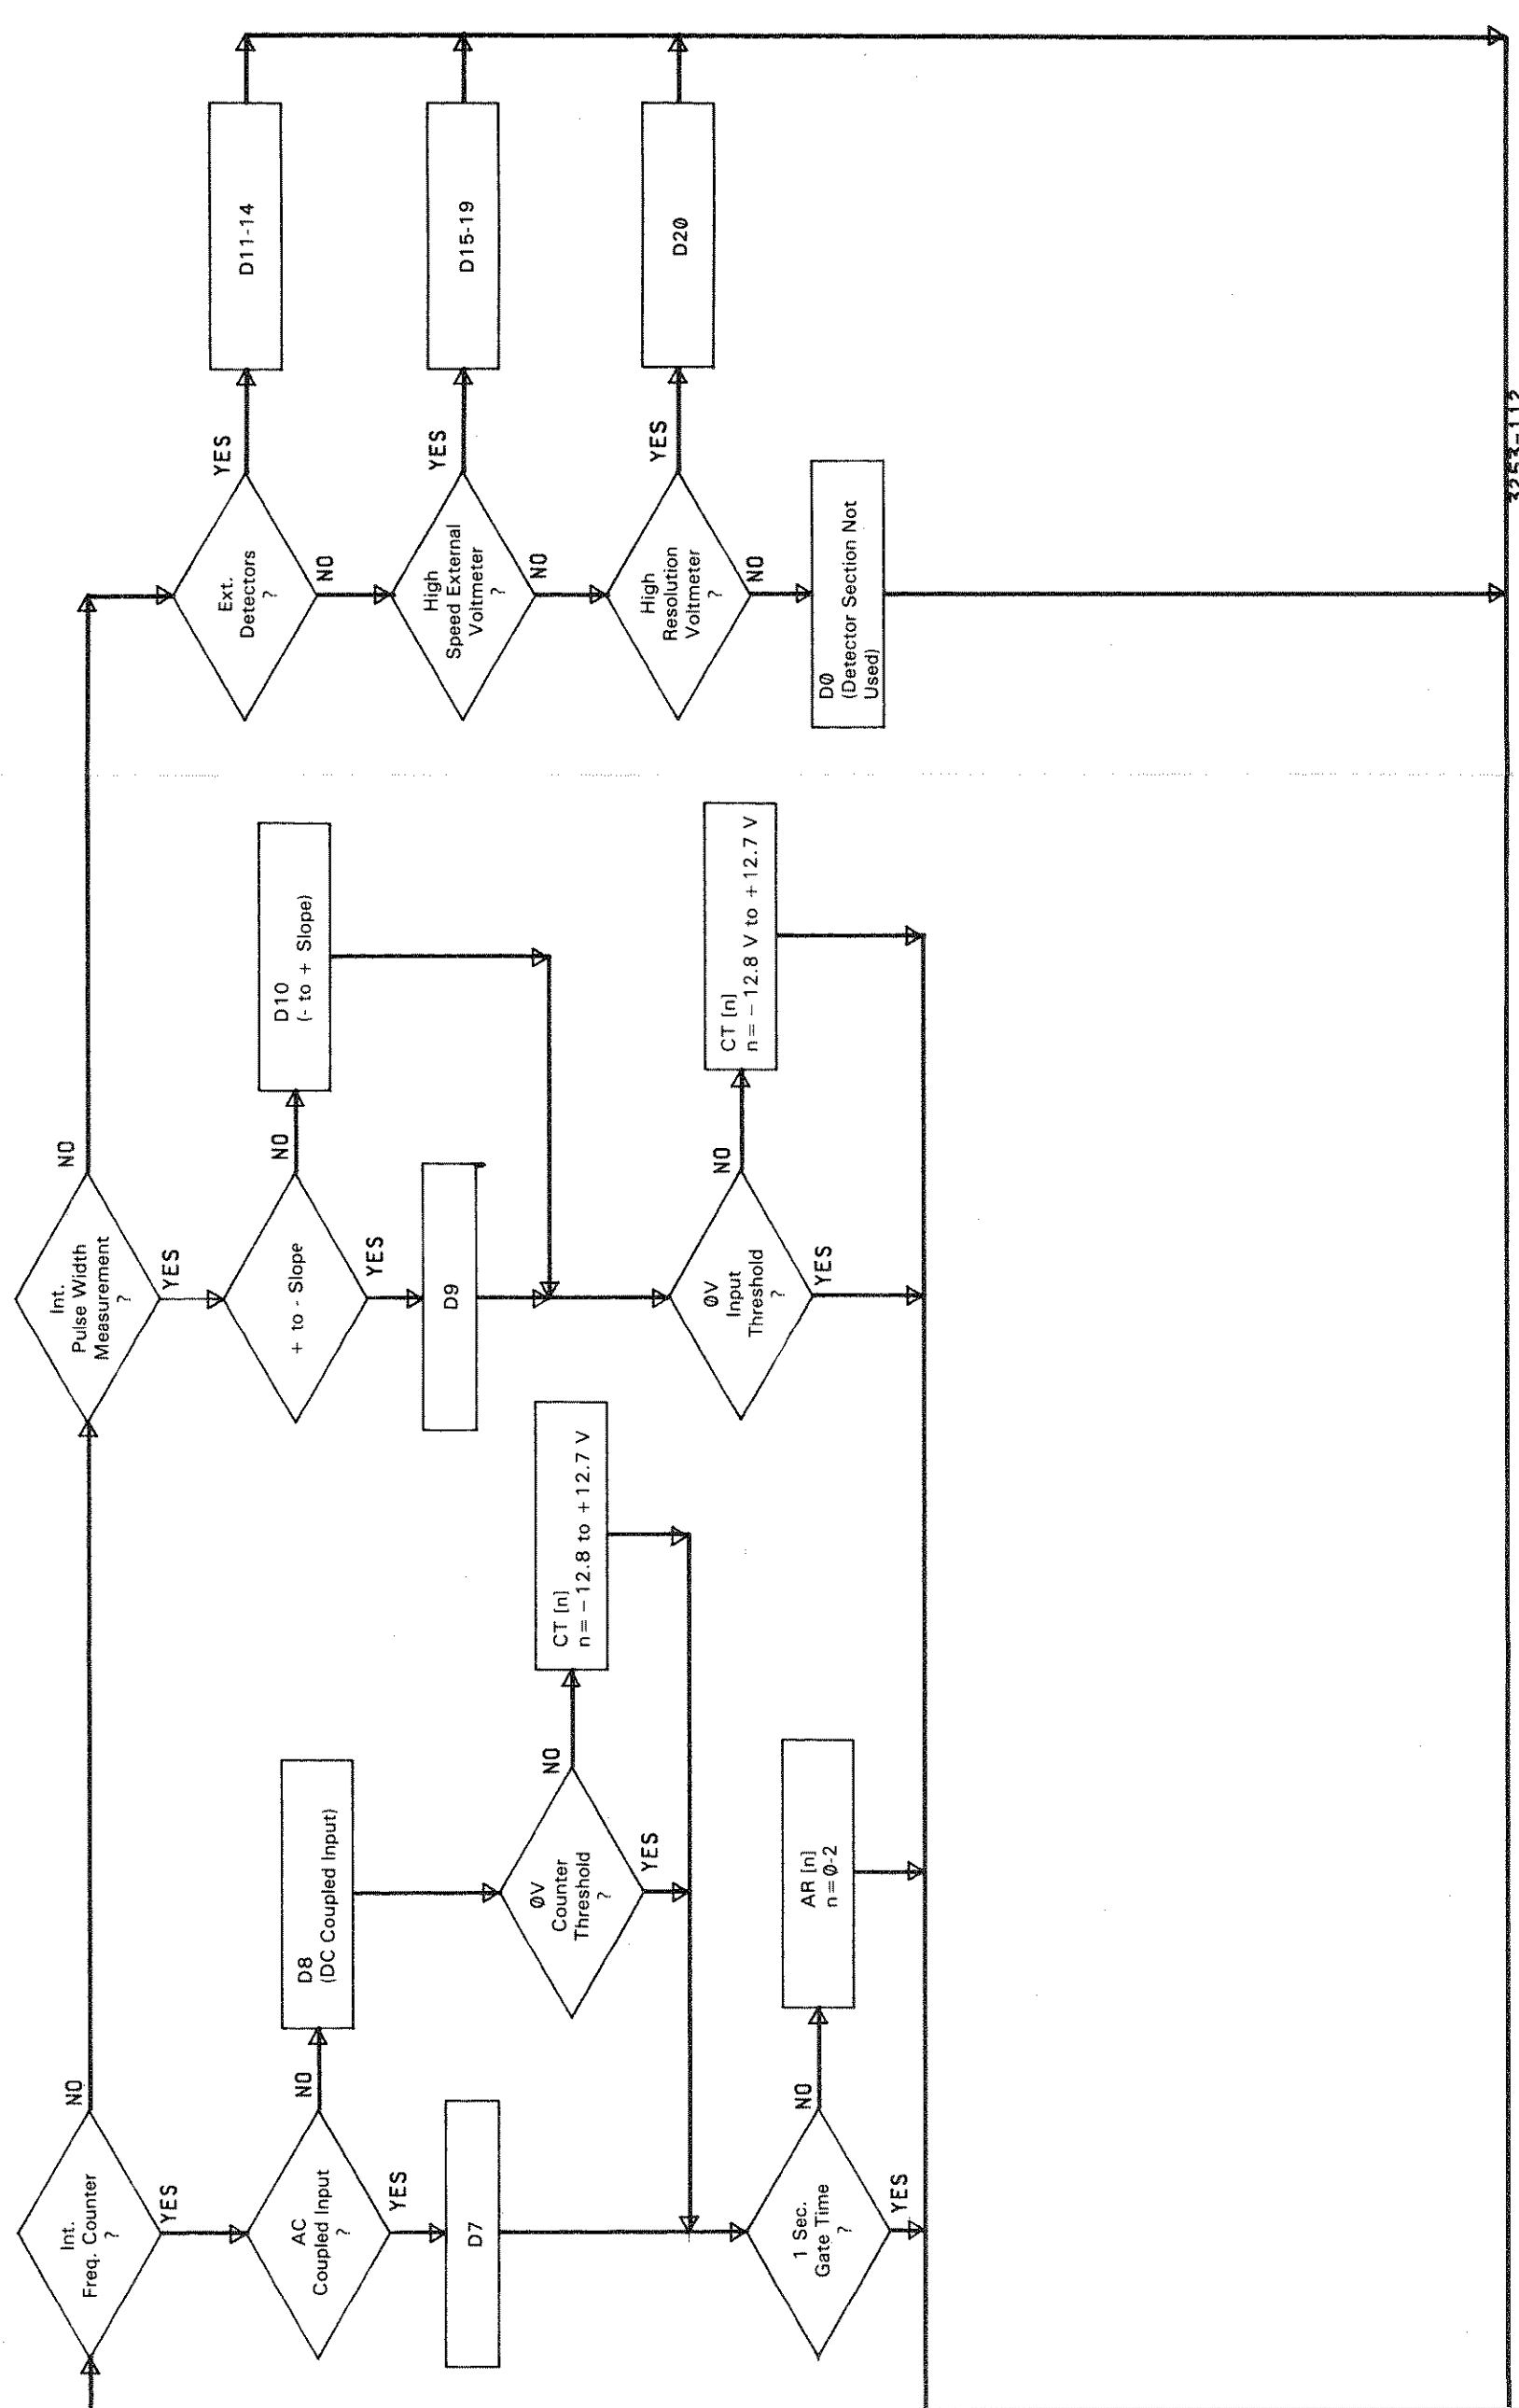 Int.
Freq. Counter
?
NO
YES
AC
Coupled Input
?
NO
YES
D8
(DC Coupled Input)
D7
ØV
Counter
Threshold
?
NO
YES
CT [n]
n = − 12.8 to + 12.7 V
1 Sec.
Gate Time
?
NO
YES
AR [n]
n = Ø-2
Int.
Pulse Width
Measurement
?
NO
YES
+ to - Slope
NO
YES
D10
(- to + Slope)
D9
ØV
Input
Threshold
?
NO
YES
CT [n]
n = − 12.8 V to + 12.7 V
Ext.
Detectors
?
YES
NO
D11-14
High
Speed External
Voltmeter
?
YES
NO
D15-19
High
Resolution
Voltmeter
?
YES
NO
D2Ø
DØ
(Detector Section Not
Used)
3253-112